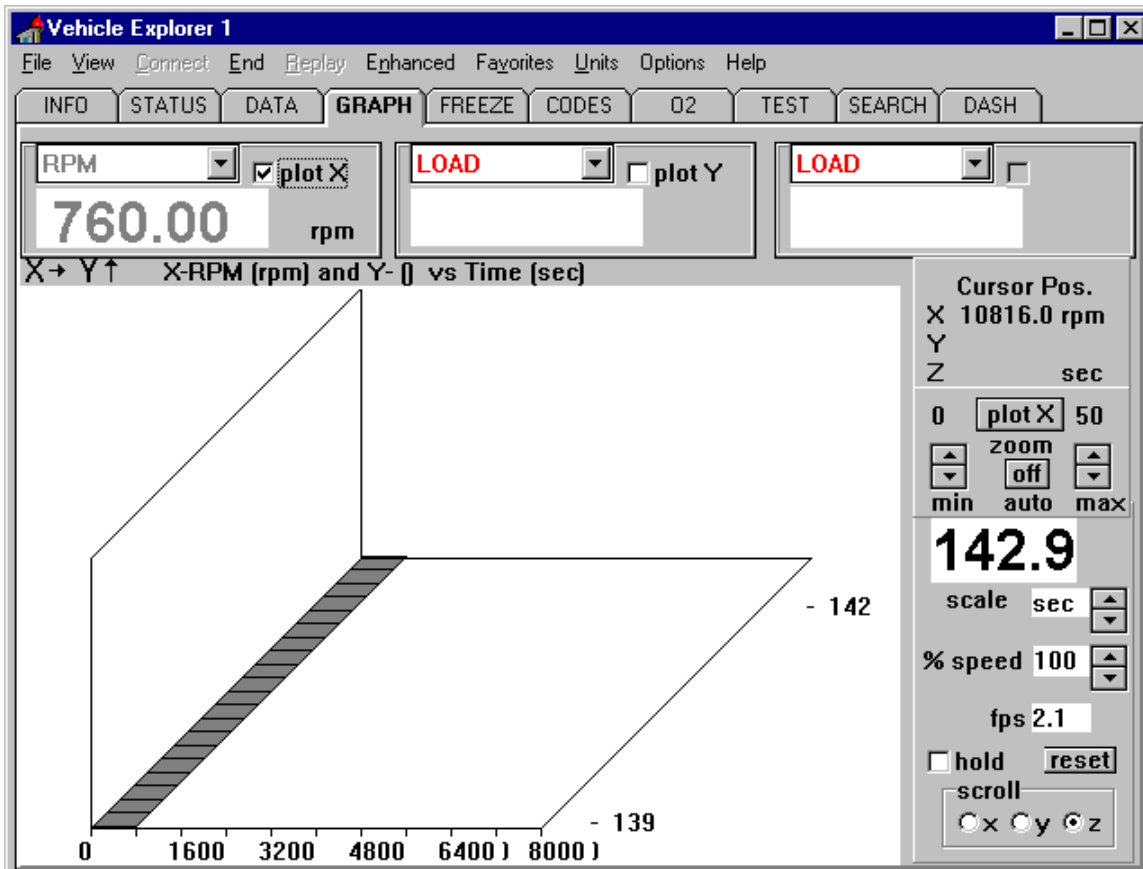 Vehicle Explorer 1
File View Connect End Replay Enhanced Favorites Units Options Help
INFO STATUS DATA GRAPH FREEZE CODES O2 TEST SEARCH DASH
RPM plot X LOAD plot Y LOAD
760.00 rpm
X→ Y↑ X-RPM (rpm) and Y- () vs Time (sec)
Cursor Pos.
X 10816.0 rpm
Y
Z sec
0 plot X 50
zoom
off
min auto max
142.9
- 142
scale sec
% speed 100
fps 2.1
hold reset
scroll
x y z
- 139
0 1600 3200 4800 6400 ) 8000 )